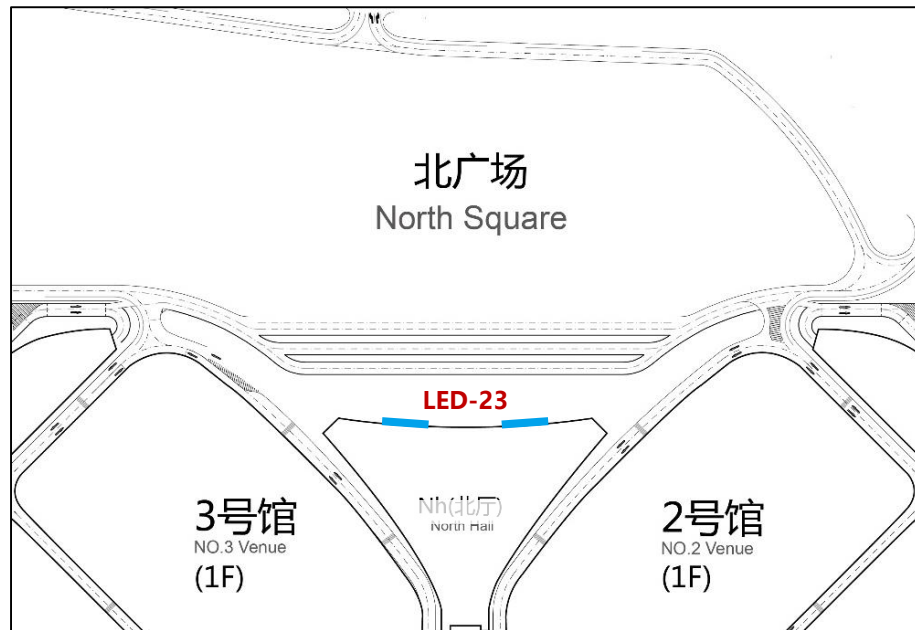 北广场
North Square
LED-23
Nh(北厅)
North Hall
3号馆
NO.3 Venue
(1F)
2号馆
NO.2 Venue
(1F)